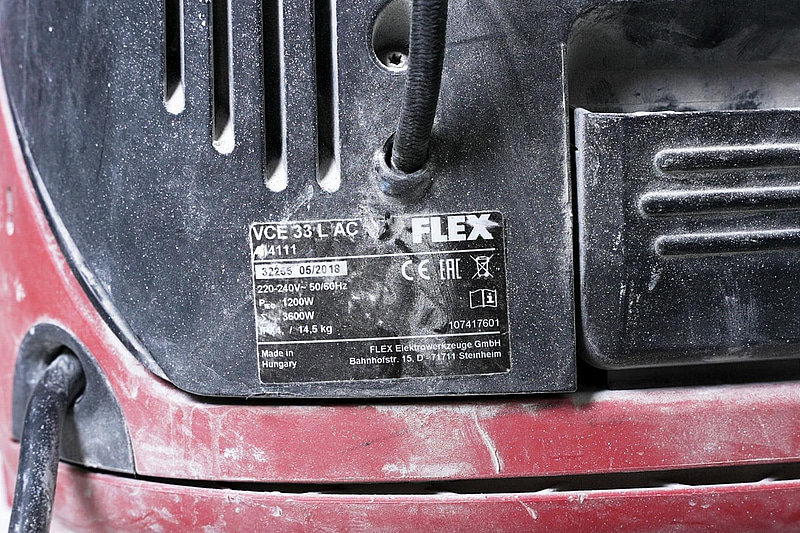 VCE 33 L AC FLEX
05/2018
220-240V~ 50/60Hz
1200W
3600W
/ 14,5 kg
107417601
Made in
Hungary
FLEX Elektrowerkzeuge GmbH
Bahnhofstr. 15, D - 71711 Steinheim